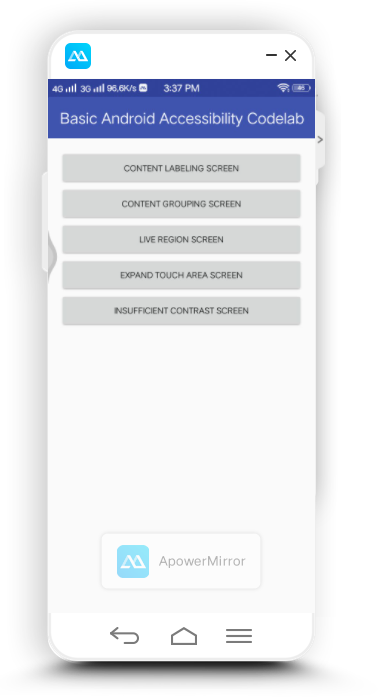 4G 3G 96.6K/s 3:37 PM
Basic Android Accessibility Codelab
CONTENT LABELING SCREEN
CONTENT GROUPING SCREEN
LIVE REGION SCREEN
EXPAND TOUCH AREA SCREEN
INSUFFICIENT CONTRAST SCREEN
ApowerMirror